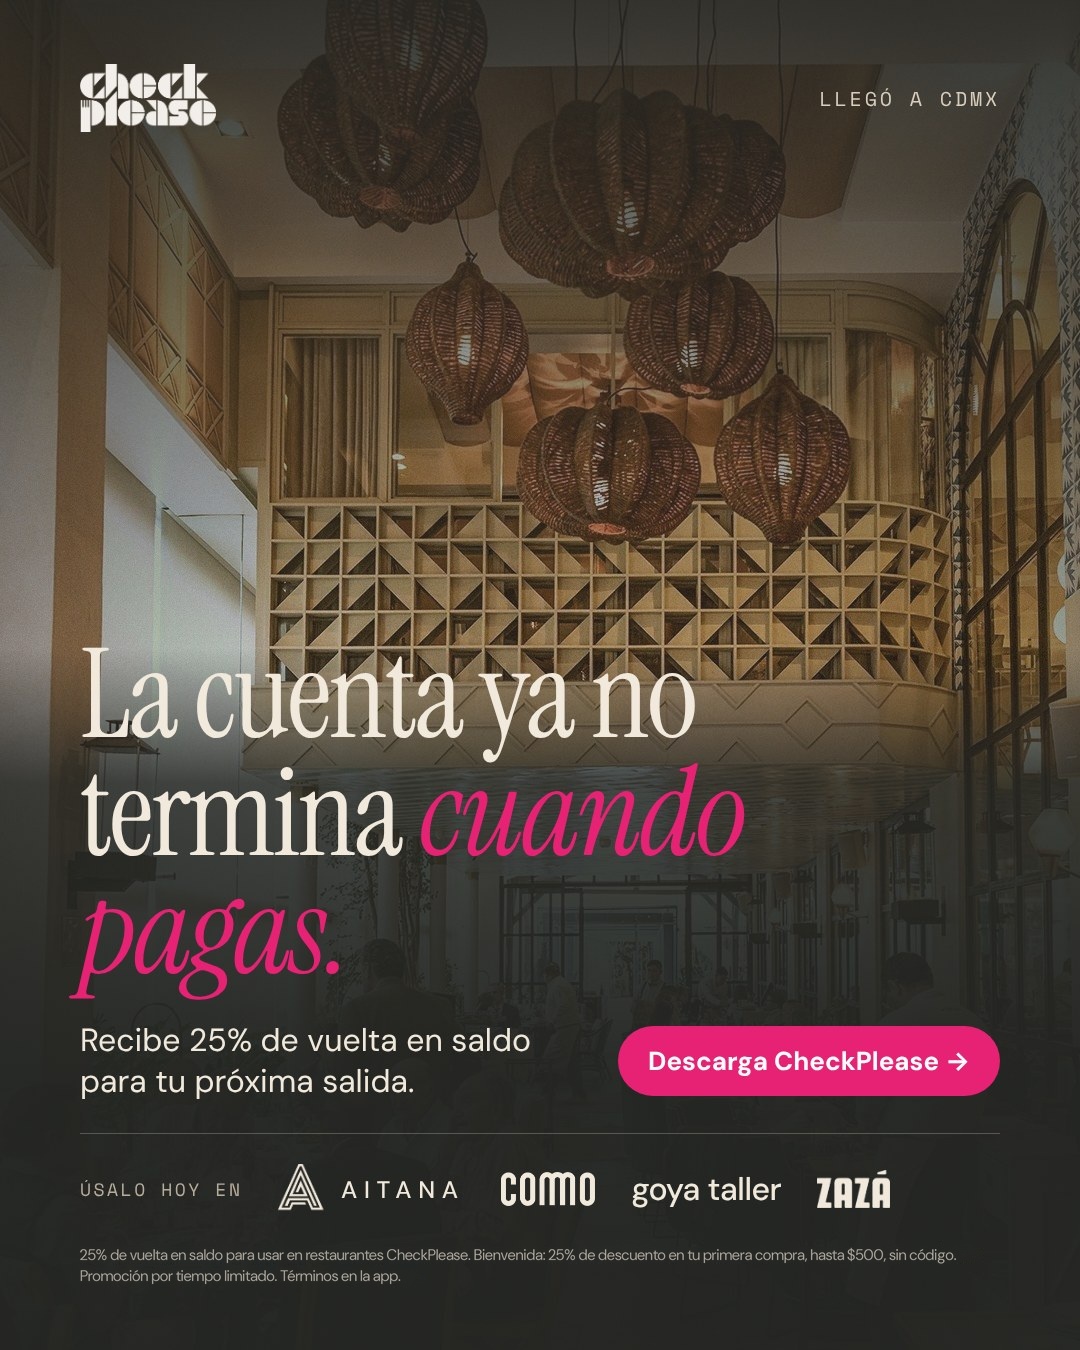 check
please
LLEGÓ A CDMX
La cuenta ya no
termina cuando
pagas.
Recibe 25% de vuelta en saldo
para tu próxima salida.
Descarga CheckPlease →
ÚSALO HOY EN AITANA COMO goya taller ZAZÁ
25% de vuelta en saldo para usar en restaurantes CheckPlease. Bienvenida: 25% de descuento en tu primera compra, hasta $500, sin código.
Promoción por tiempo limitado. Términos en la app.